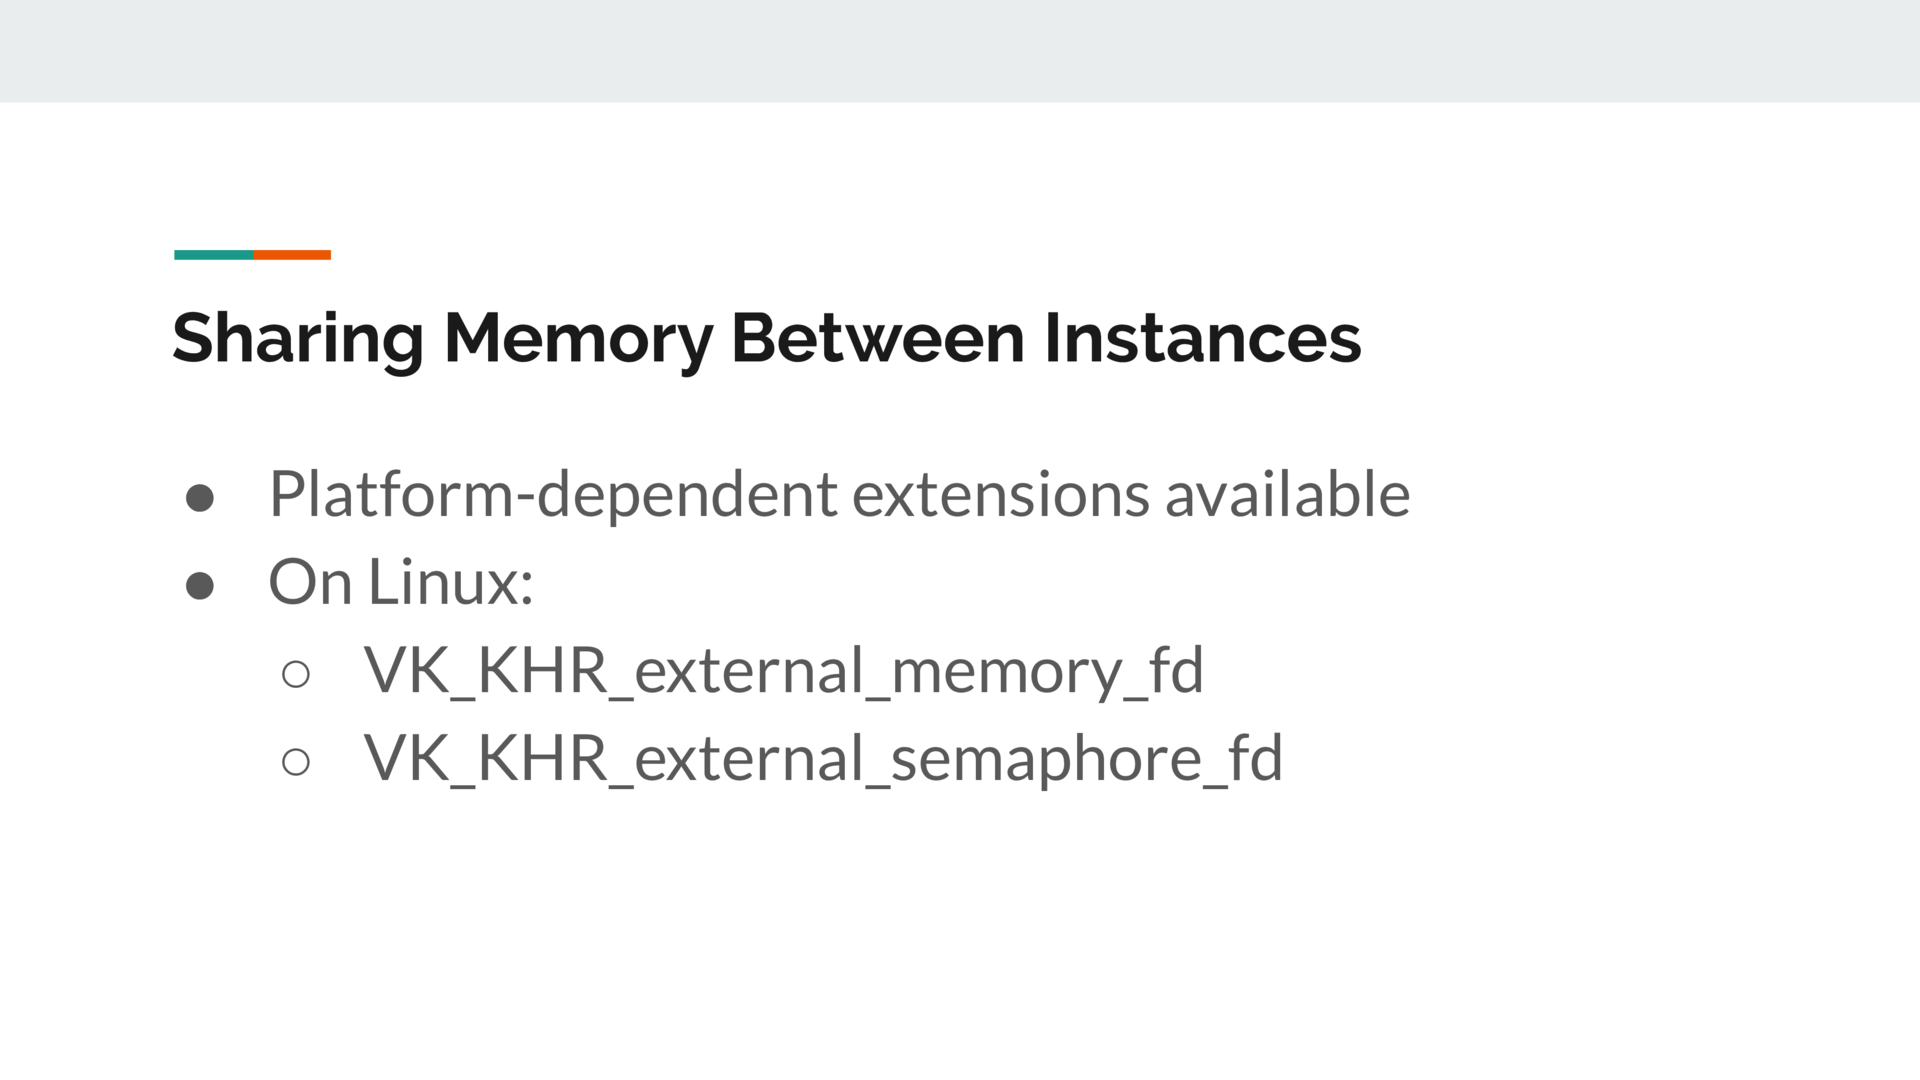 Sharing Memory Between Instances
● Platform-dependent extensions available
● On Linux:
○ VK_KHR_external_memory_fd
○ VK_KHR_external_semaphore_fd